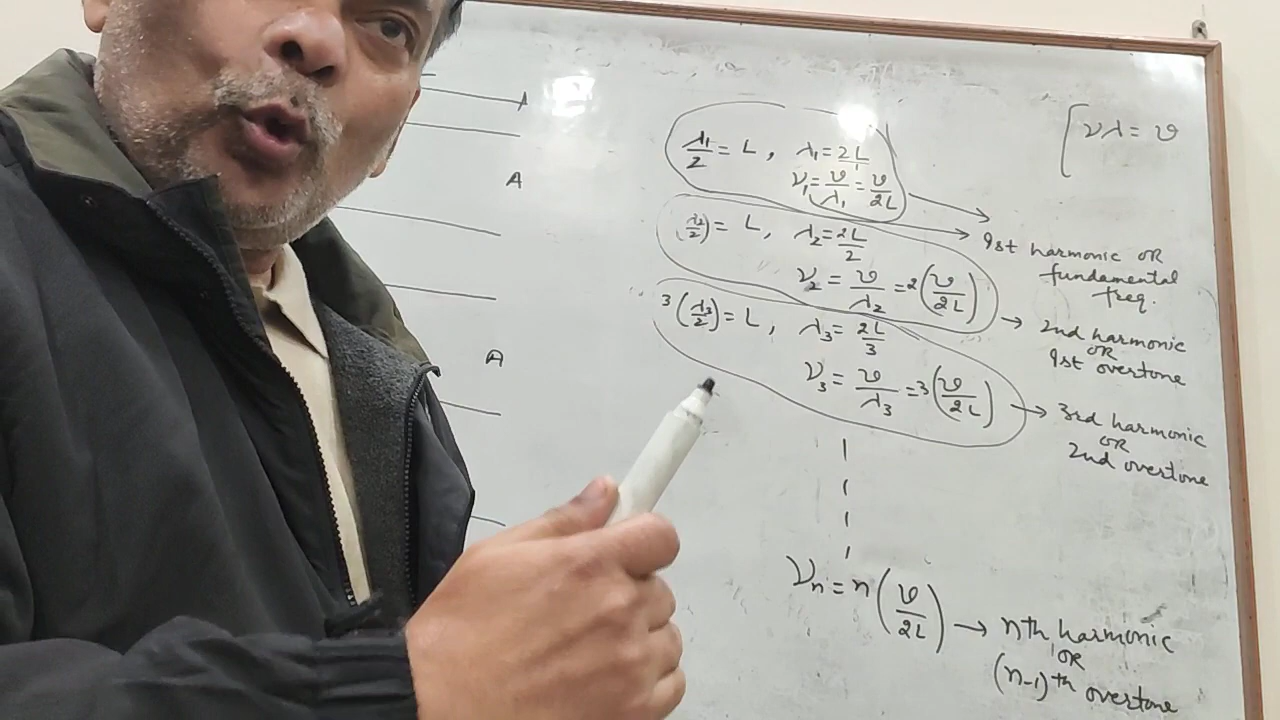 A
A
A
νλ = v
λ₁/2 = L , λ₁ = 2L/1
ν₁ = v/λ₁ = v/2L
1st harmonic OR
fundamental
freq.
(λ₂/2) = L , λ₂ = 2L/2
ν₂ = v/λ₂ = 2(v/2L)
2nd harmonic
OR
1st overtone
3(λ₃/2) = L , λ₃ = 2L/3
ν₃ = v/λ₃ = 3(v/2L)
3rd harmonic
OR
2nd overtone
νₙ = n(v/2L) → nth harmonic
OR
(n-1)th overtone